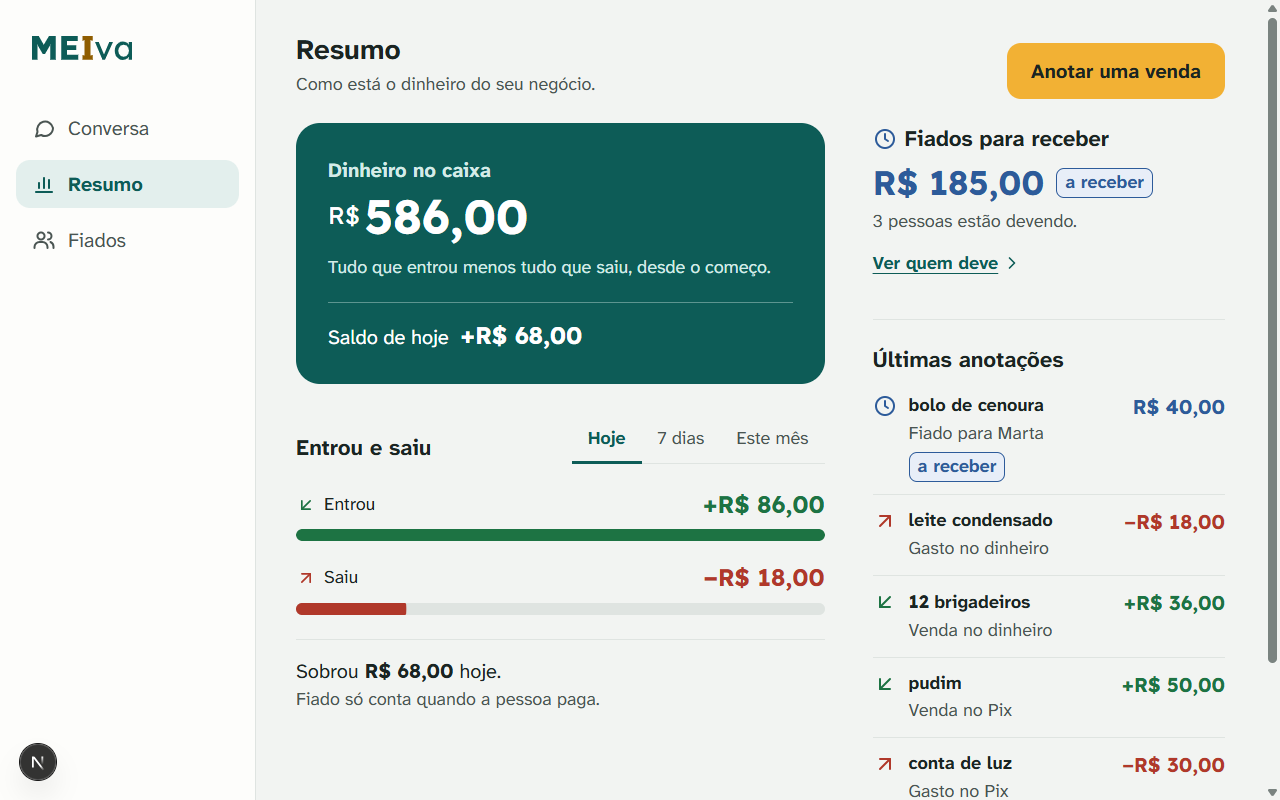 MEIva
Conversa
Resumo
Fiados
N
Resumo
Como está o dinheiro do seu negócio.
Anotar uma venda
Dinheiro no caixa
R$ 586,00
Tudo que entrou menos tudo que saiu, desde o começo.
Saldo de hoje +R$ 68,00
Entrou e saiu
Hoje 7 dias Este mês
Entrou +R$ 86,00
Saiu −R$ 18,00
Sobrou R$ 68,00 hoje.
Fiado só conta quando a pessoa paga.
Fiados para receber
R$ 185,00 a receber
3 pessoas estão devendo.
Ver quem deve
Últimas anotações
bolo de cenoura R$ 40,00
Fiado para Marta
a receber
leite condensado −R$ 18,00
Gasto no dinheiro
12 brigadeiros +R$ 36,00
Venda no dinheiro
pudim +R$ 50,00
Venda no Pix
conta de luz −R$ 30,00
Gasto no Pix